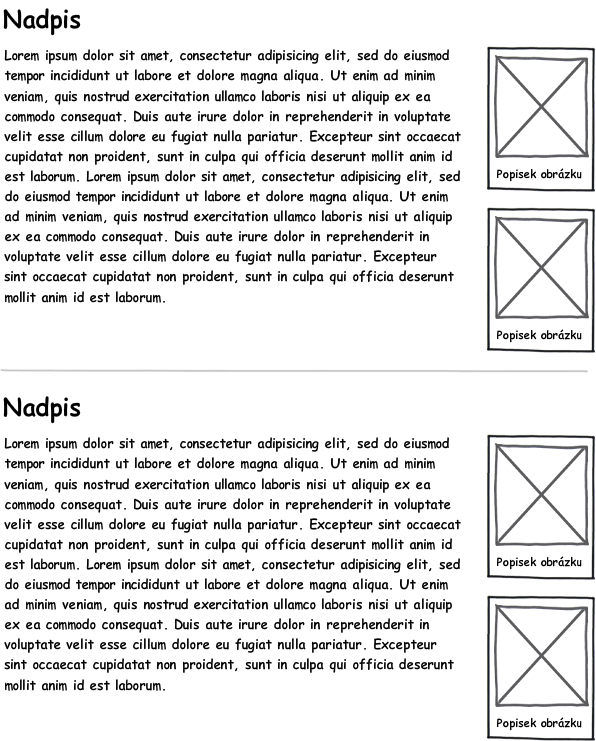 Nadpis
Lorem ipsum dolor sit amet, consectetur adipisicing elit, sed do eiusmod
tempor incididunt ut labore et dolore magna aliqua. Ut enim ad minim
veniam, quis nostrud exercitation ullamco laboris nisi ut aliquip ex ea
commodo consequat. Duis aute irure dolor in reprehenderit in voluptate
velit esse cillum dolore eu fugiat nulla pariatur. Excepteur sint occaecat
cupidatat non proident, sunt in culpa qui officia deserunt mollit anim id
est laborum. Lorem ipsum dolor sit amet, consectetur adipisicing elit, sed
do eiusmod tempor incididunt ut labore et dolore magna aliqua. Ut enim
ad minim veniam, quis nostrud exercitation ullamco laboris nisi ut aliquip
ex ea commodo consequat. Duis aute irure dolor in reprehenderit in
voluptate velit esse cillum dolore eu fugiat nulla pariatur. Excepteur
sint occaecat cupidatat non proident, sunt in culpa qui officia deserunt
mollit anim id est laborum.
Popisek obrázku
Popisek obrázku
Nadpis
Lorem ipsum dolor sit amet, consectetur adipisicing elit, sed do eiusmod
tempor incididunt ut labore et dolore magna aliqua. Ut enim ad minim
veniam, quis nostrud exercitation ullamco laboris nisi ut aliquip ex ea
commodo consequat. Duis aute irure dolor in reprehenderit in voluptate
velit esse cillum dolore eu fugiat nulla pariatur. Excepteur sint occaecat
cupidatat non proident, sunt in culpa qui officia deserunt mollit anim id
est laborum. Lorem ipsum dolor sit amet, consectetur adipisicing elit, sed
do eiusmod tempor incididunt ut labore et dolore magna aliqua. Ut enim
ad minim veniam, quis nostrud exercitation ullamco laboris nisi ut aliquip
ex ea commodo consequat. Duis aute irure dolor in reprehenderit in
voluptate velit esse cillum dolore eu fugiat nulla pariatur. Excepteur
sint occaecat cupidatat non proident, sunt in culpa qui officia deserunt
mollit anim id est laborum.
Popisek obrázku
Popisek obrázku